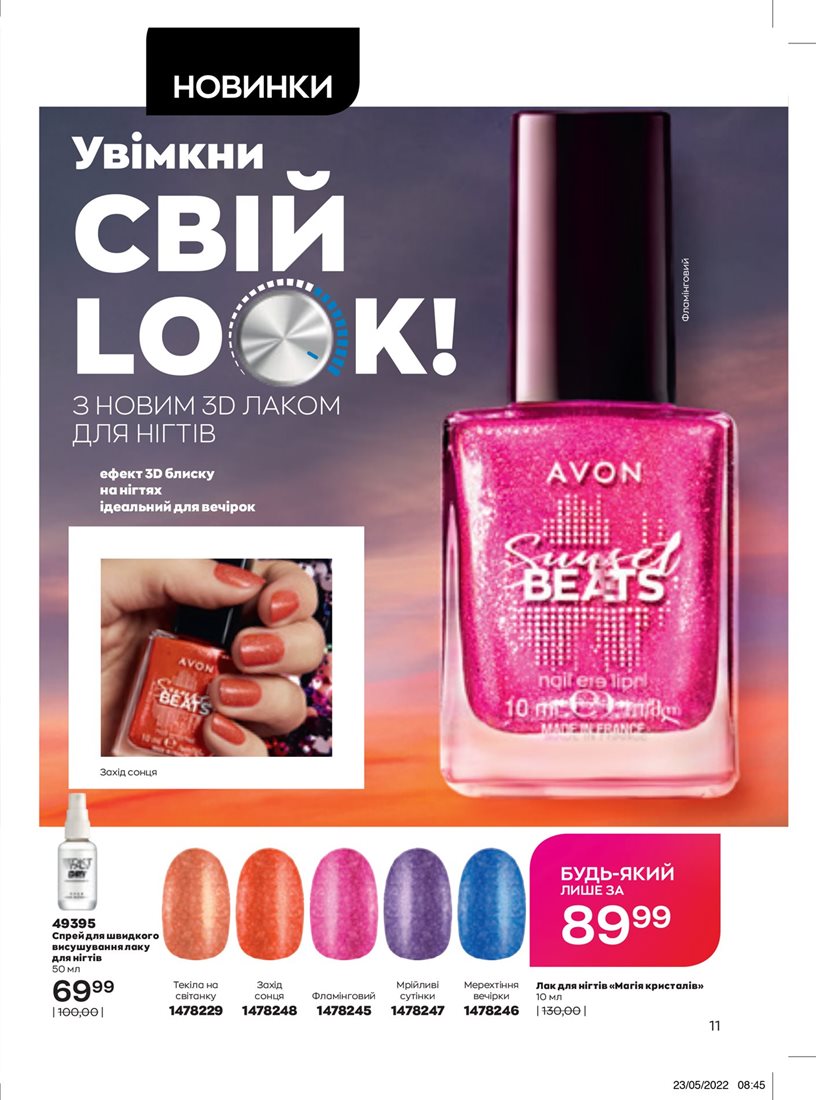 НОВИНКИ
Увімкни
СВІЙ
LOOK!
З НОВИМ 3D ЛАКОМ
ДЛЯ НІГТІВ
ефект 3D блиску
на нігтях
ідеальний для вечірок
Фламінговий
AVON
Sunset
BEATS
10 ml
MADE IN FRANCE
AVON
Sunset
BEATS
10 ml
Захід сонця
49395
Спрей для швидкого
висушування лаку
для нігтів
50 мл
69⁹⁹
| 100,00 |
Текіла на
світанку
1478229
Захід
сонця
1478248
Фламінговий
1478245
Мрійливі
сутінки
1478247
Мерехтіння
вечірки
1478246
БУДЬ-ЯКИЙ
ЛИШЕ ЗА
89⁹⁹
Лак для нігтів «Магія кристалів»
10 мл
| 130,00 |
11
23/05/2022 08:45